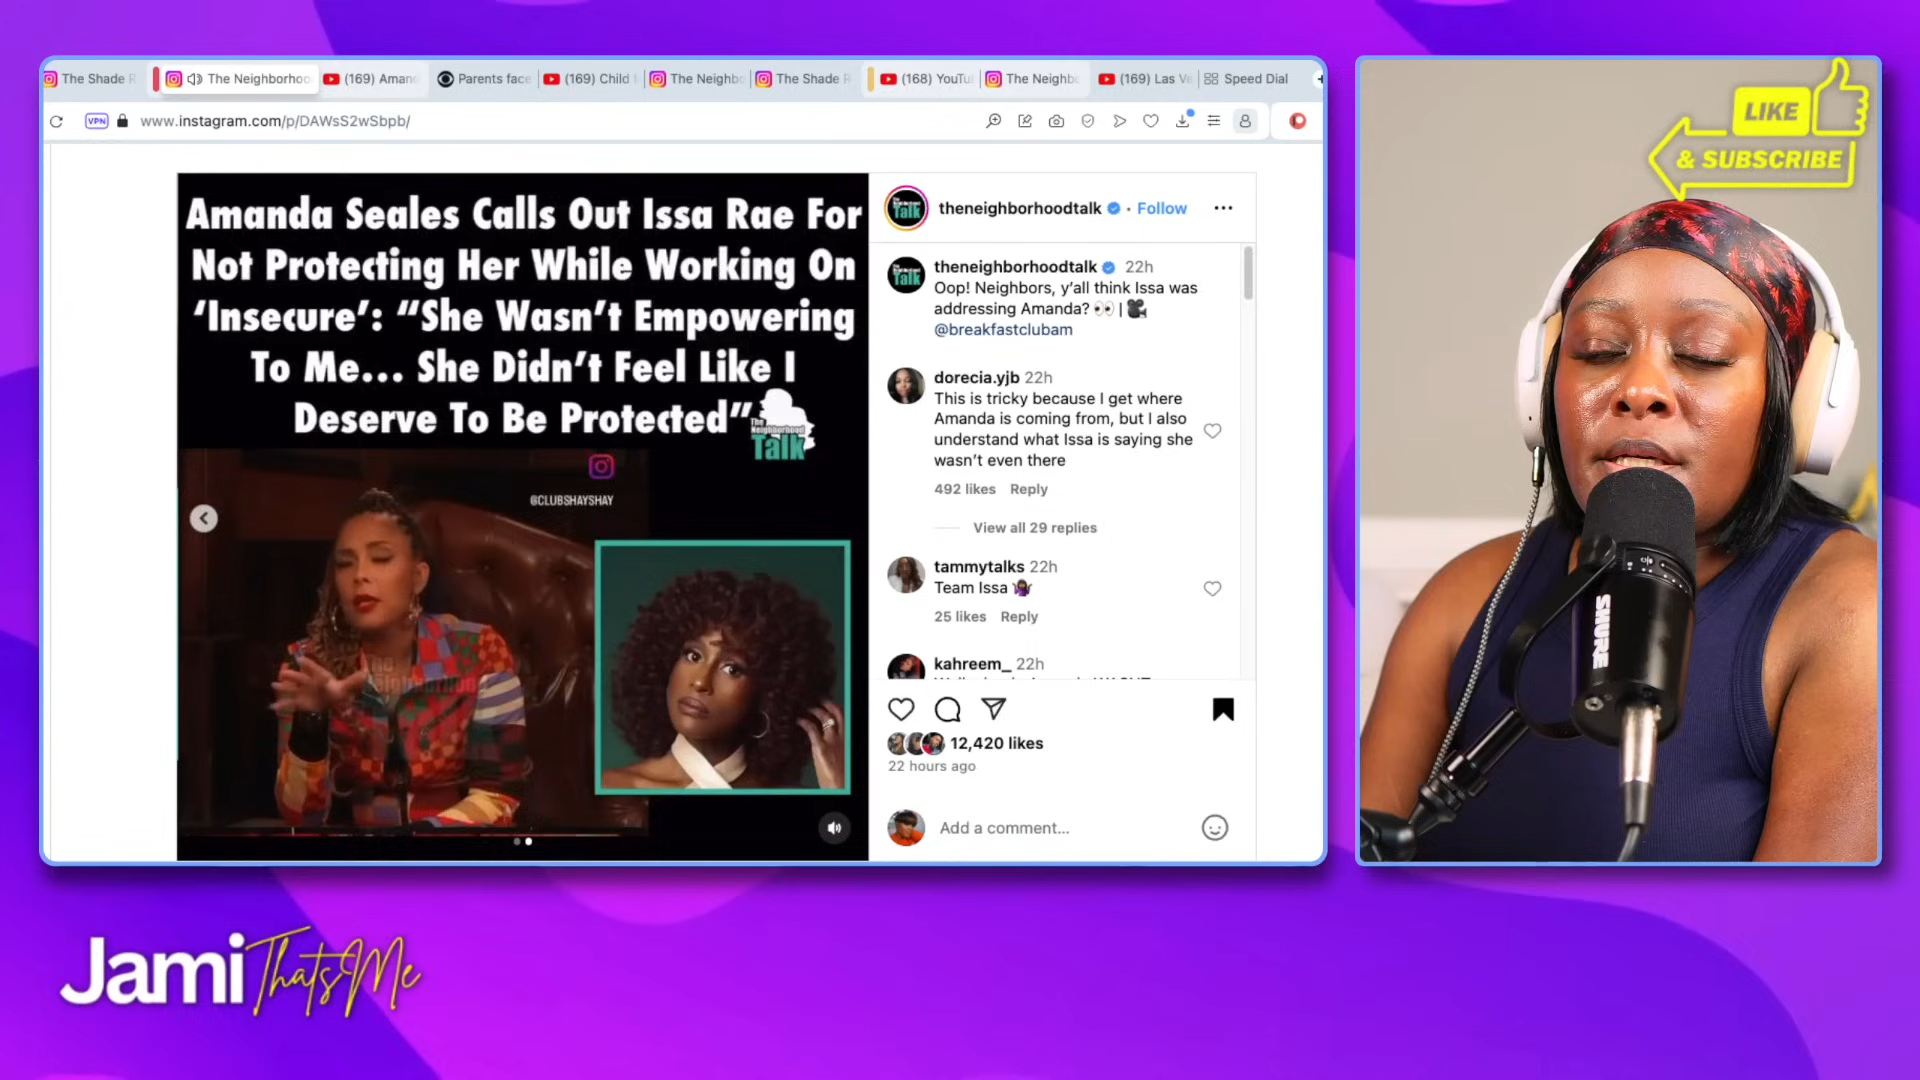 The Shade R
The Neighborhoo
(169) Aman
Parents face
(169) Child
The Neighbo
The Shade R
(168) YouTu
The Neighb
(169) Las Ve
Speed Dial
VPN
www.instagram.com/p/DAWsS2wSbpb/
Amanda Seales Calls Out Issa Rae For
Not Protecting Her While Working On
‘Insecure’: “She Wasn’t Empowering
To Me... She Didn’t Feel Like I
Deserve To Be Protected”
The
Neighborhood
Talk
@CLUBSHAYSHAY
theneighborhoodtalk • Follow
theneighborhoodtalk 22h
Oop! Neighbors, y’all think Issa was
addressing Amanda? 👀 | 🎥
@breakfastclubam
dorecia.yjb 22h
This is tricky because I get where
Amanda is coming from, but I also
understand what Issa is saying she
wasn’t even there
492 likes Reply
View all 29 replies
tammytalks 22h
Team Issa
25 likes Reply
kahreem_ 22h
12,420 likes
22 hours ago
Add a comment...
LIKE
& SUBSCRIBE
SHURE
Jami ThatsMe